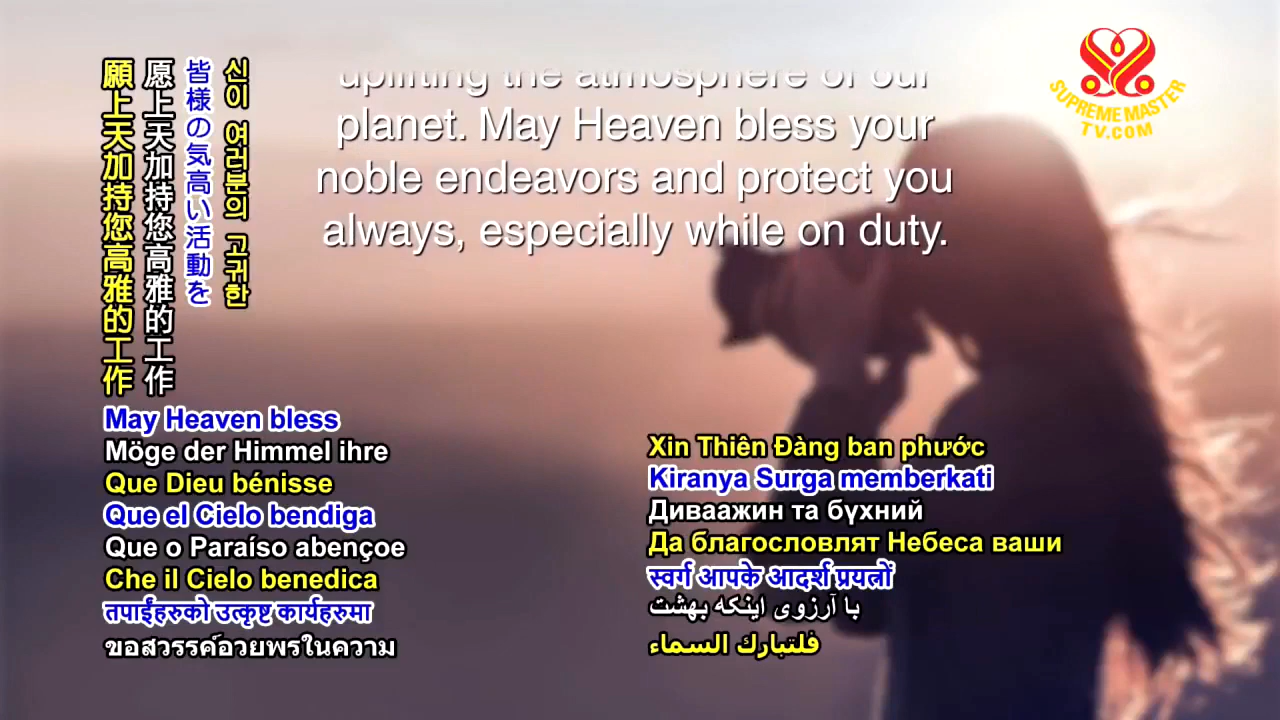 uplifting the atmosphere of our
planet. May Heaven bless your
noble endeavors and protect you
always, especially while on duty.
SUPREME MASTER
TV.COM
願上天加持您高雅的工作
愿上天加持您高雅的工作
皆様の気高い活動を
신이 여러분의 고귀한
May Heaven bless
Möge der Himmel ihre
Que Dieu bénisse
Que el Cielo bendiga
Que o Paraíso abençoe
Che il Cielo benedica
तपाईंहरुको उत्कृष्ट कार्यहरुमा
ขอสวรรค์อวยพรในความ
Xin Thiên Đàng ban phước
Kiranya Surga memberkati
Диваажин та бүхний
Да благословлят Небеса ваши
स्वर्ग आपके आदर्श प्रयत्नों
با آرزوی اینکه بهشت
فلتبارك السماء